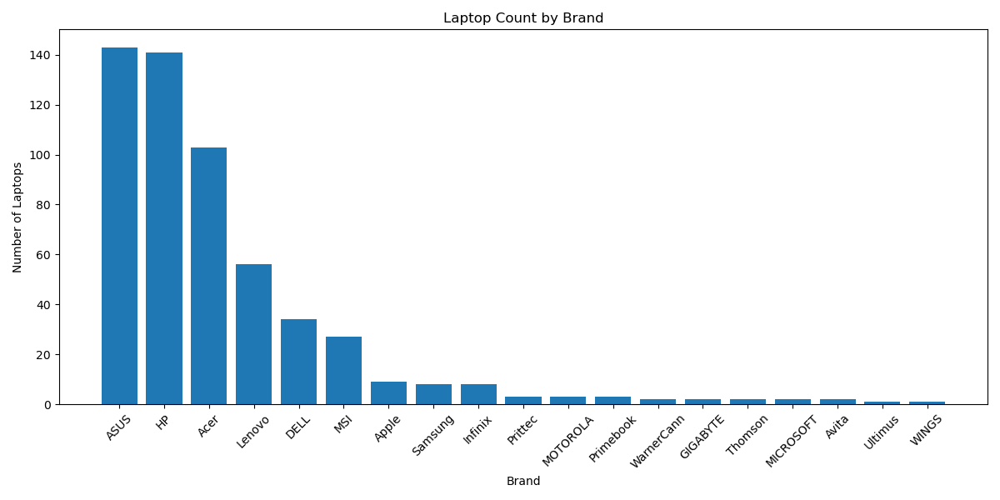 Laptop Count by Brand
Number of Laptops
140
120
100
80
60
40
20
0
ASUS
HP
Acer
Lenovo
DELL
MSI
Apple
Samsung
Infinix
Prittec
MOTOROLA
Primebook
WarnerCann
GIGABYTE
Thomson
MICROSOFT
Avita
Ultimus
WINGS
Brand